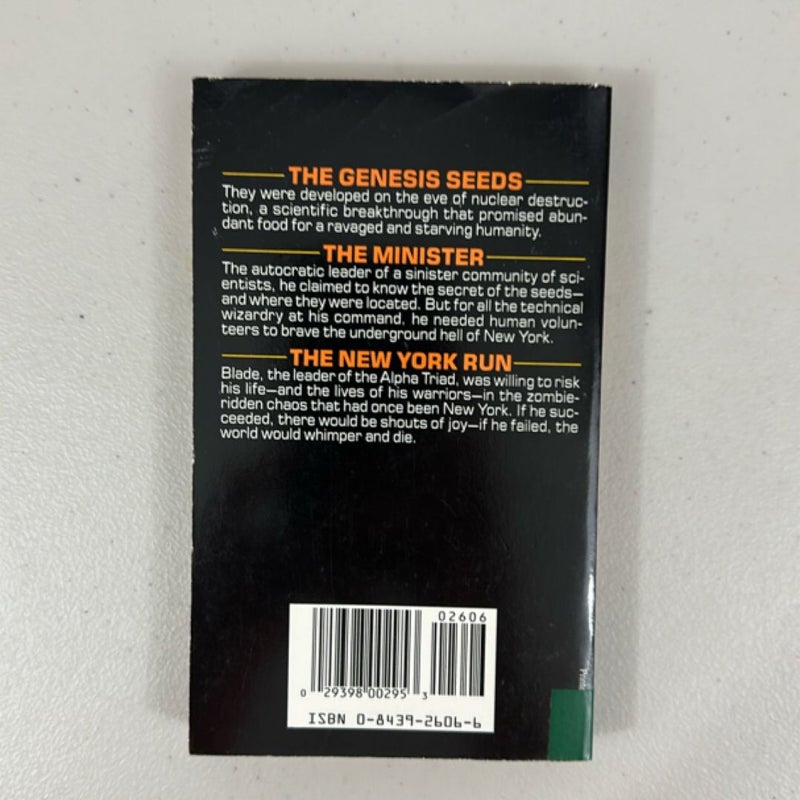 THE GENESIS SEEDS
They were developed on the eve of nuclear destruc-
tion, a scientific breakthrough that promised abun-
dant food for a ravaged and starving humanity.
THE MINISTER
The autocratic leader of a sinister community of sci-
entists, he claimed to know the secret of the seeds—
and where they were located. But for all the technical
wizardry at his command, he needed human volun-
teers to brave the underground hell of New York.
THE NEW YORK RUN
Blade, the leader of the Alpha Triad, was willing to risk
his life—and the lives of his warriors—in the zombie-
ridden chaos that had once been New York. If he suc-
ceeded, there would be shouts of joy—if he failed, the
world would whimper and die.
02606
0 29398 00295 3
ISBN 0-8439-2606-6